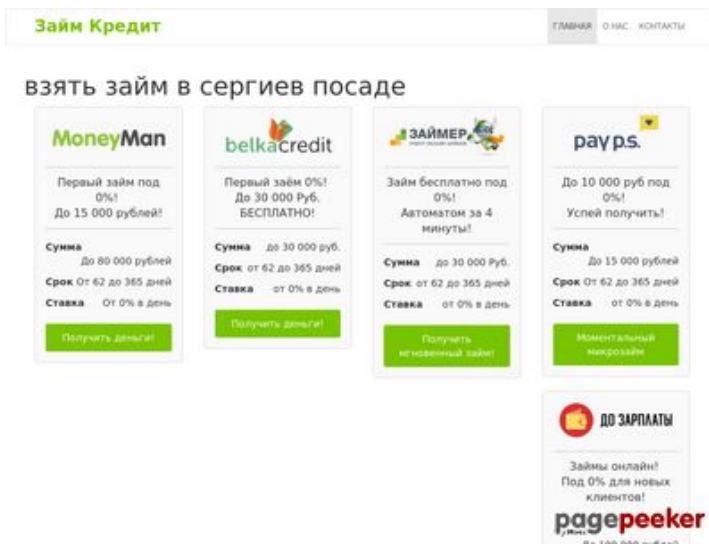 Займ Кредит
ГЛАВНАЯ О НАС КОНТАКТЫ
взять займ в сергиев посаде
MoneyMan
Первый займ под
0%!
До 15 000 рублей!
Сумма
До 80 000 рублей
Срок От 62 до 365 дней
Ставка От 0% в день
Получить деньги!
belkacredit
Первый заём 0%!
До 30 000 Руб.
БЕСПЛАТНО!
Сумма до 30 000 руб.
Срок от 62 до 365 дней
Ставка от 0% в день
Получить деньги!
ЗАЙМЕР
Займ бесплатно под
0%!
Автоматом за 4
минуты!
Сумма до 30 000 Руб.
Срок от 62 до 365 дней
Ставка от 0% в день
Получить
мгновенный займ!
pay p.s.
До 10 000 руб под
0%!
Успей получить!
Сумма
До 15 000 рублей
Срок От 62 до 365 дней
Ставка От 0% в день
Моментальный
микрозайм
ДО ЗАРПЛАТЫ
Займы онлайн!
Под 0% для новых
клиентов!
pagepeeker
До 100 000 рублей